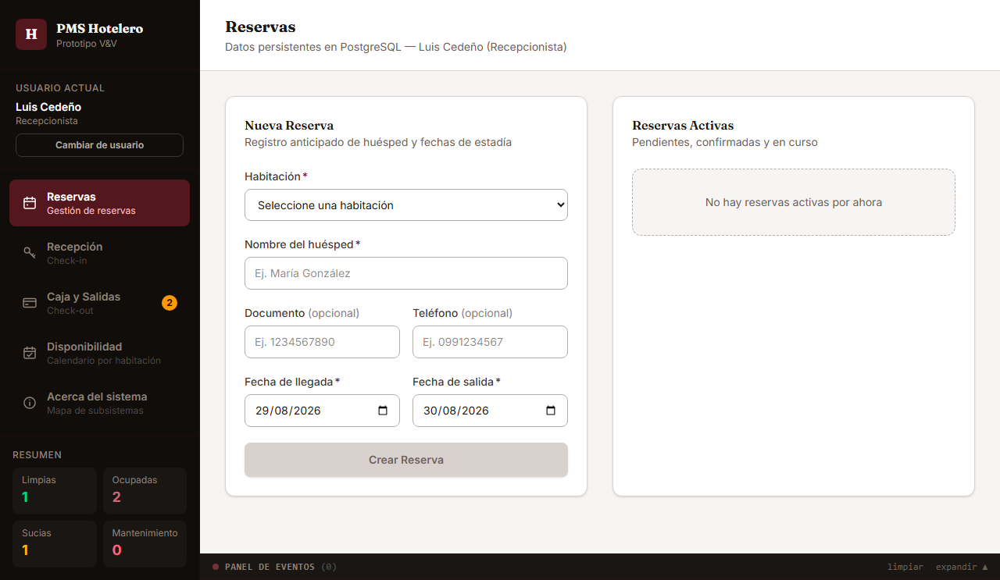 H
PMS Hotelero
Prototipo V&V
USUARIO ACTUAL
Luis Cedeño
Recepcionista
Cambiar de usuario
Reservas
Gestión de reservas
Recepción
Check-in
Caja y Salidas
Check-out
2
Disponibilidad
Calendario por habitación
Acerca del sistema
Mapa de subsistemas
RESUMEN
Limpias
1
Ocupadas
2
Sucias
1
Mantenimiento
0
Reservas
Datos persistentes en PostgreSQL — Luis Cedeño (Recepcionista)
Nueva Reserva
Registro anticipado de huésped y fechas de estadía
Habitación *
Seleccione una habitación
Nombre del huésped *
Ej. María González
Documento (opcional)
Ej. 1234567890
Teléfono (opcional)
Ej. 0991234567
Fecha de llegada *
29/08/2026
Fecha de salida *
30/08/2026
Crear Reserva
Reservas Activas
Pendientes, confirmadas y en curso
No hay reservas activas por ahora
PANEL DE EVENTOS (0)
limpiar
expandir ▲